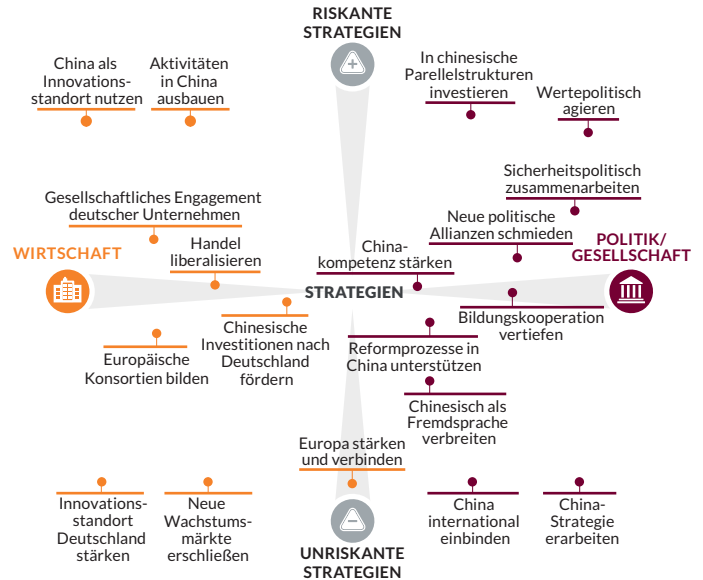 RISKANTE
STRATEGIEN
China als
Innovations-
standort nutzen
Aktivitäten
in China
ausbauen
In chinesische
Parellelstrukturen
investieren
Wertepolitisch
agieren
Sicherheitspolitisch
zusammenarbeiten
Gesellschaftliches Engagement
deutscher Unternehmen
Neue politische
Allianzen schmieden
WIRTSCHAFT
Handel
liberalisieren
China-
kompetenz stärken
POLITIK/
GESELLSCHAFT
STRATEGIEN
Europäische
Konsortien bilden
Chinesische
Investitionen nach
Deutschland
fördern
Reformprozesse in
China unterstützen
Bildungskooperation
vertiefen
Chinesisch als
Fremdsprache
verbreiten
Europa stärken
und verbinden
Innovations-
standort
Deutschland
stärken
Neue
Wachstums-
märkte
erschließen
China
international
einbinden
China-
Strategie
erarbeiten
UNRISKANTE
STRATEGIEN